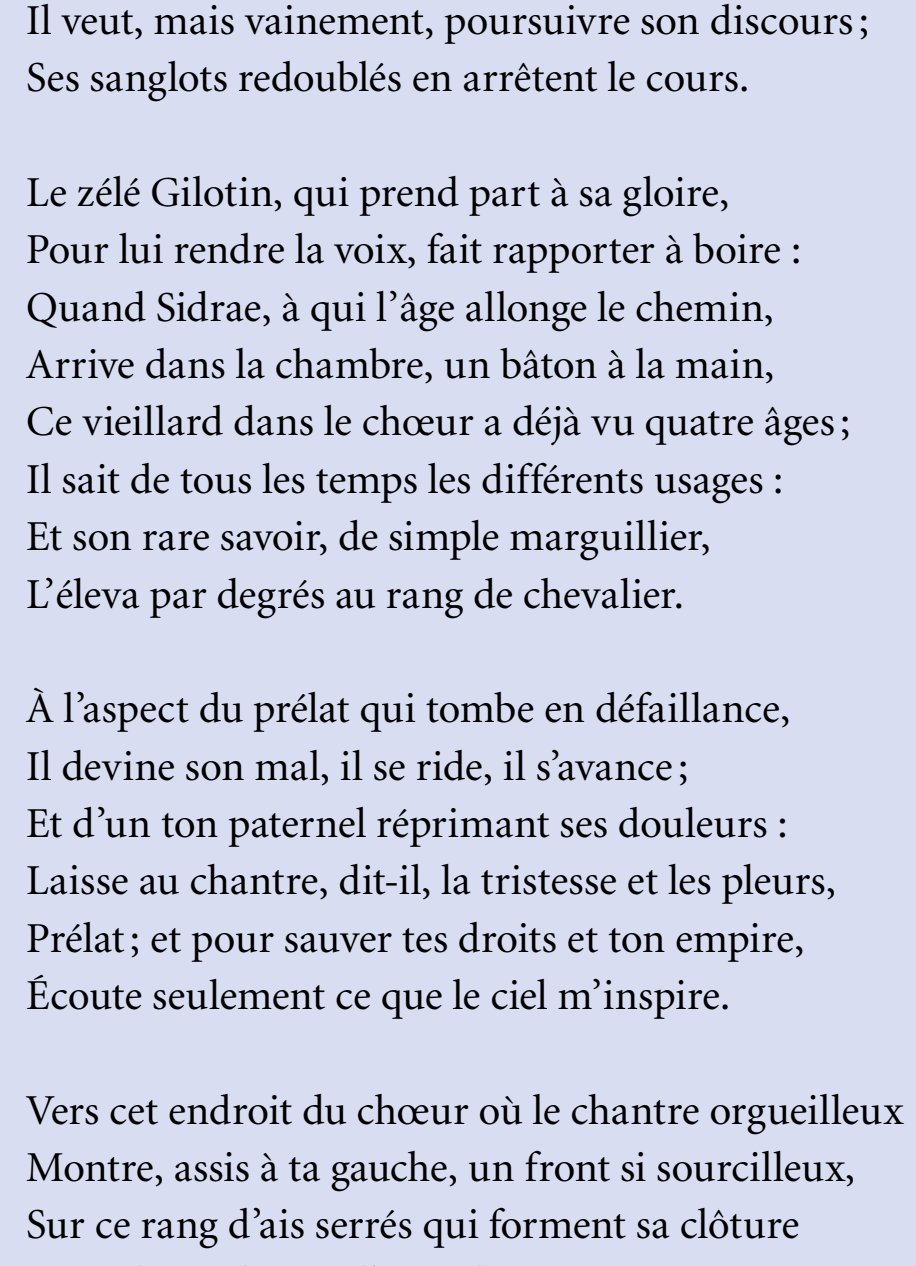 Il veut, mais vainement, poursuivre son discours ;
Ses sanglots redoublés en arrêtent le cours.
Le zélé Gilotin, qui prend part à sa gloire,
Pour lui rendre la voix, fait rapporter à boire :
Quand Sidrae, à qui l’âge allonge le chemin,
Arrive dans la chambre, un bâton à la main,
Ce vieillard dans le chœur a déjà vu quatre âges ;
Il sait de tous les temps les différents usages :
Et son rare savoir, de simple marguillier,
L’éleva par degrés au rang de chevalier.
À l’aspect du prélat qui tombe en défaillance,
Il devine son mal, il se ride, il s’avance ;
Et d’un ton paternel réprimant ses douleurs :
Laisse au chantre, dit-il, la tristesse et les pleurs,
Prélat ; et pour sauver tes droits et ton empire,
Écoute seulement ce que le ciel m’inspire.
Vers cet endroit du chœur où le chantre orgueilleux
Montre, assis à ta gauche, un front si sourcilleux,
Sur ce rang d’ais serrés qui forment sa clôture